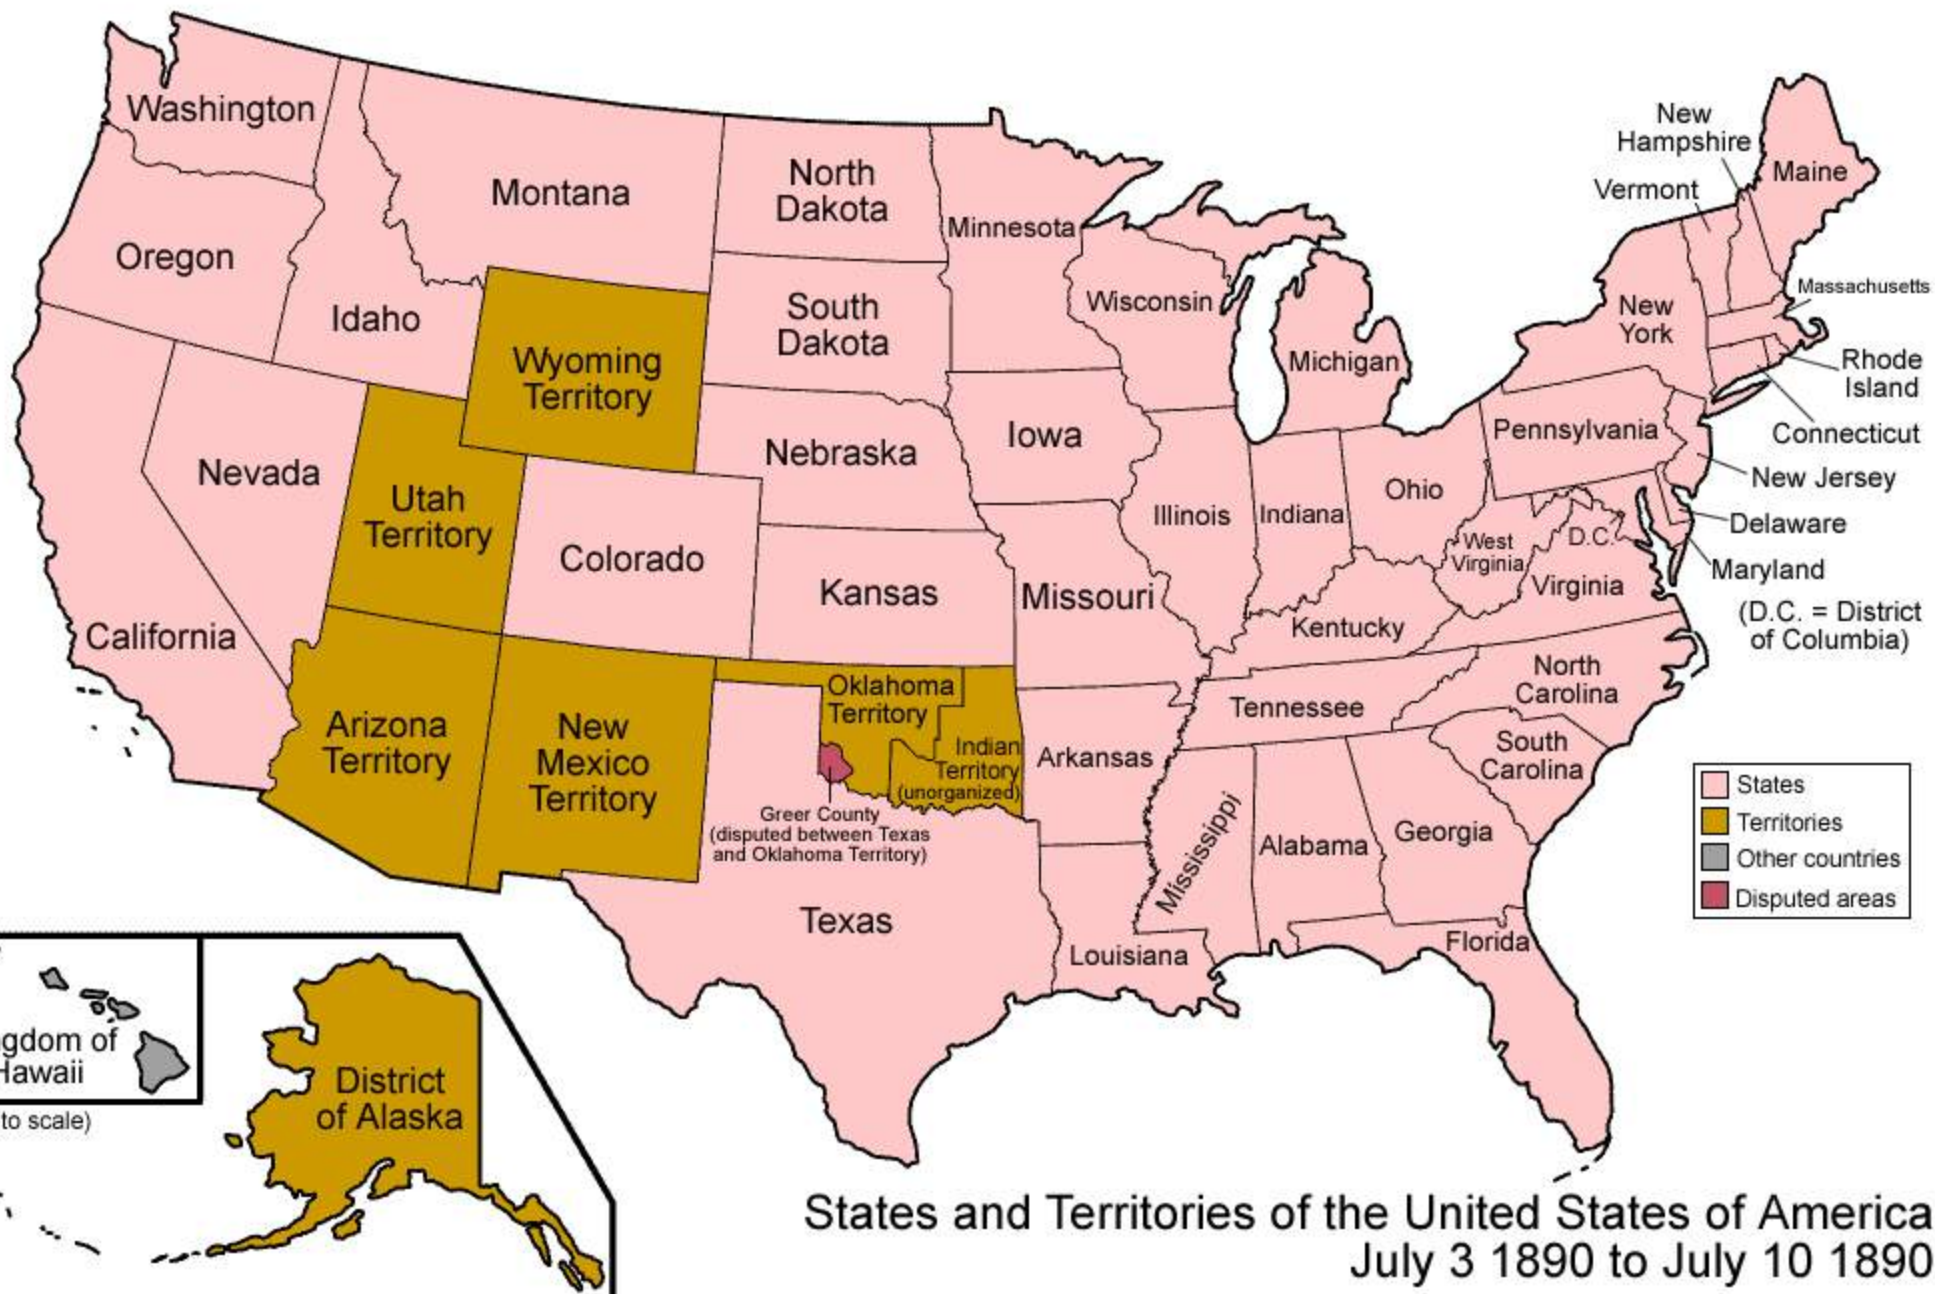 Washington
Montana
North
Dakota
Minnesota
Oregon
Idaho
South
Dakota
Wisconsin
Michigan
New
Hampshire
Vermont
Maine
Massachusetts
New
York
Rhode
Island
Connecticut
Wyoming
Territory
Nebraska
Iowa
Pennsylvania
New Jersey
Nevada
Utah
Territory
Colorado
Kansas
Missouri
Illinois
Indiana
Ohio
West
Virginia
D.C.
Virginia
Delaware
Maryland
(D.C. = District
of Columbia)
California
Kentucky
Arizona
Territory
New
Mexico
Territory
Oklahoma
Territory
Indian
Territory
(unorganized)
Arkansas
Tennessee
North
Carolina
South
Carolina
Greer County
(disputed between Texas
and Oklahoma Territory)
Mississippi
Alabama
Georgia
Texas
Louisiana
Florida
States
Territories
Other countries
Disputed areas
gdom of
Hawaii
to scale)
District
of Alaska
States and Territories of the United States of America
July 3 1890 to July 10 1890